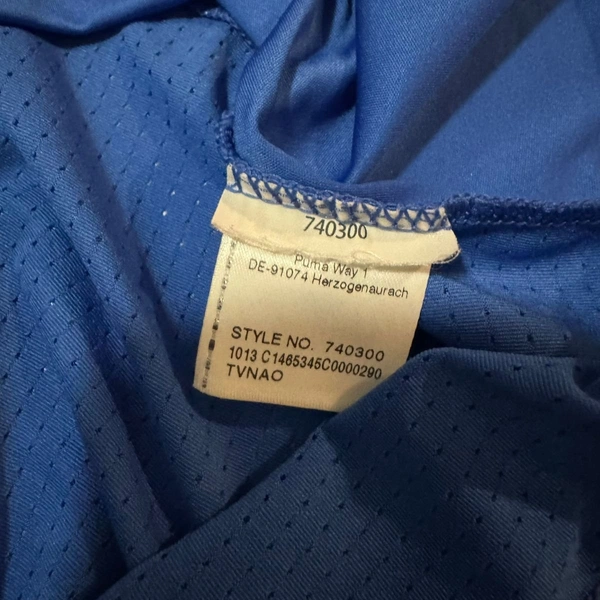 740300
Puma Way 1
DE-91074 Herzogenaurach
STYLE NO. 740300
1013 C1465345C0000290
TVNAO